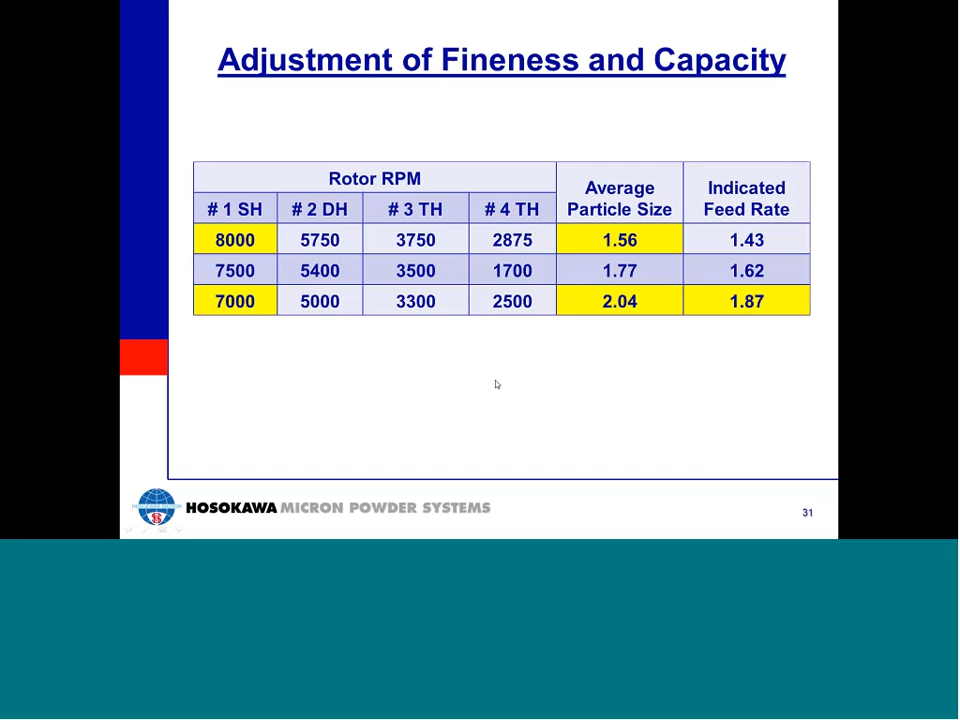 Adjustment of Fineness and Capacity
Rotor RPM
Average Particle Size
Indicated Feed Rate
# 1 SH # 2 DH # 3 TH # 4 TH
8000 5750 3750 2875 1.56 1.43
7500 5400 3500 1700 1.77 1.62
7000 5000 3300 2500 2.04 1.87
HOSOKAWA MICRON POWDER SYSTEMS
31